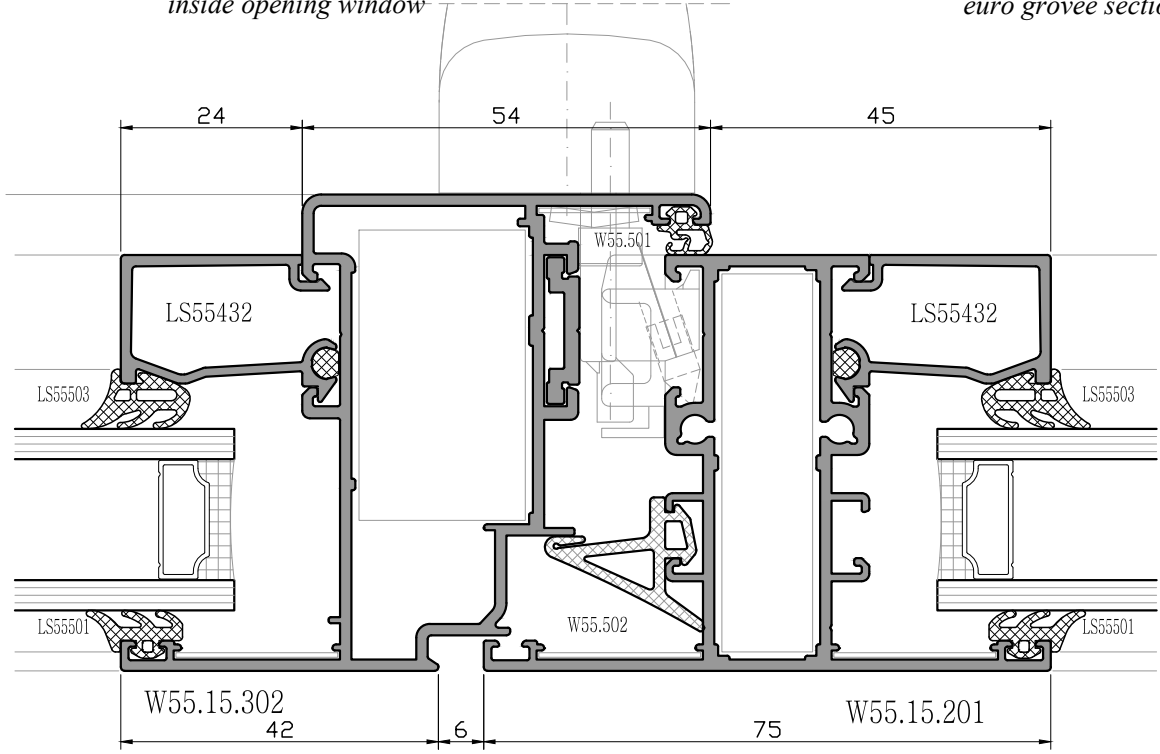 inside opening window
euro grovee sectio
24
54
45
W55.501
LS55432
LS55432
LS55503
LS55503
LS55501
W55.502
LS55501
W55.15.302
W55.15.201
42
6
75